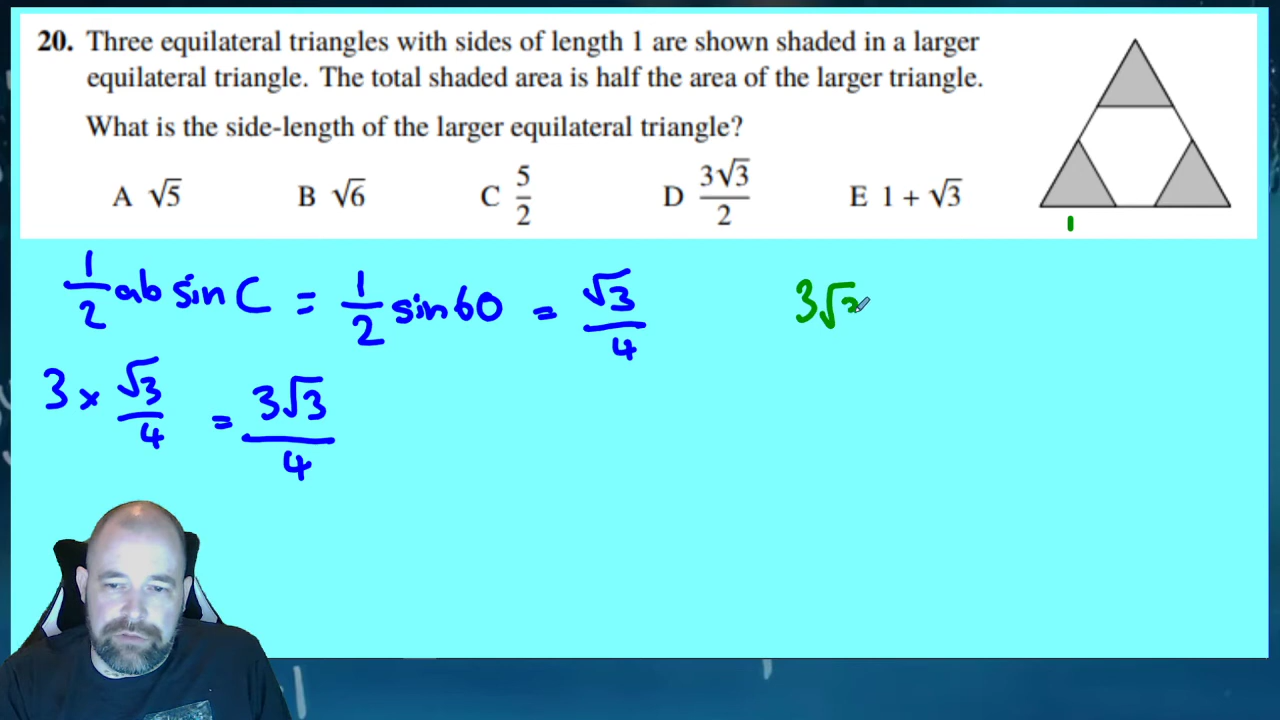 20. Three equilateral triangles with sides of length 1 are shown shaded in a larger
equilateral triangle. The total shaded area is half the area of the larger triangle.
What is the side-length of the larger equilateral triangle?
A √5 B √6 C 5/2 D 3√3/2 E 1 + √3
1
1/2 ab sin C = 1/2 sin 60 = √3/4
3 × √3/4 = 3√3/4
3√3